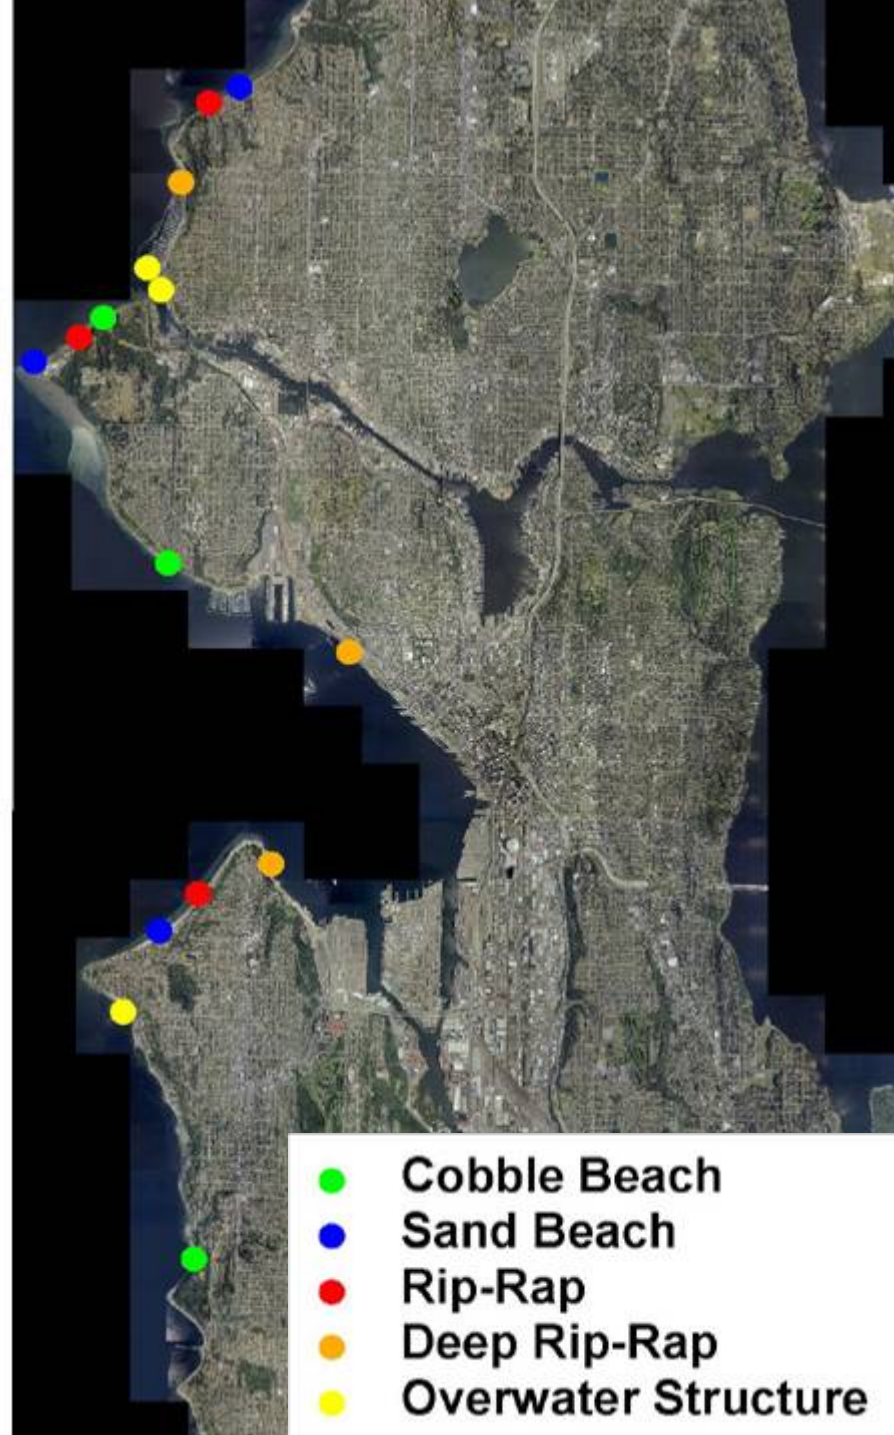 Cobble Beach
Sand Beach
Rip-Rap
Deep Rip-Rap
Overwater Structure